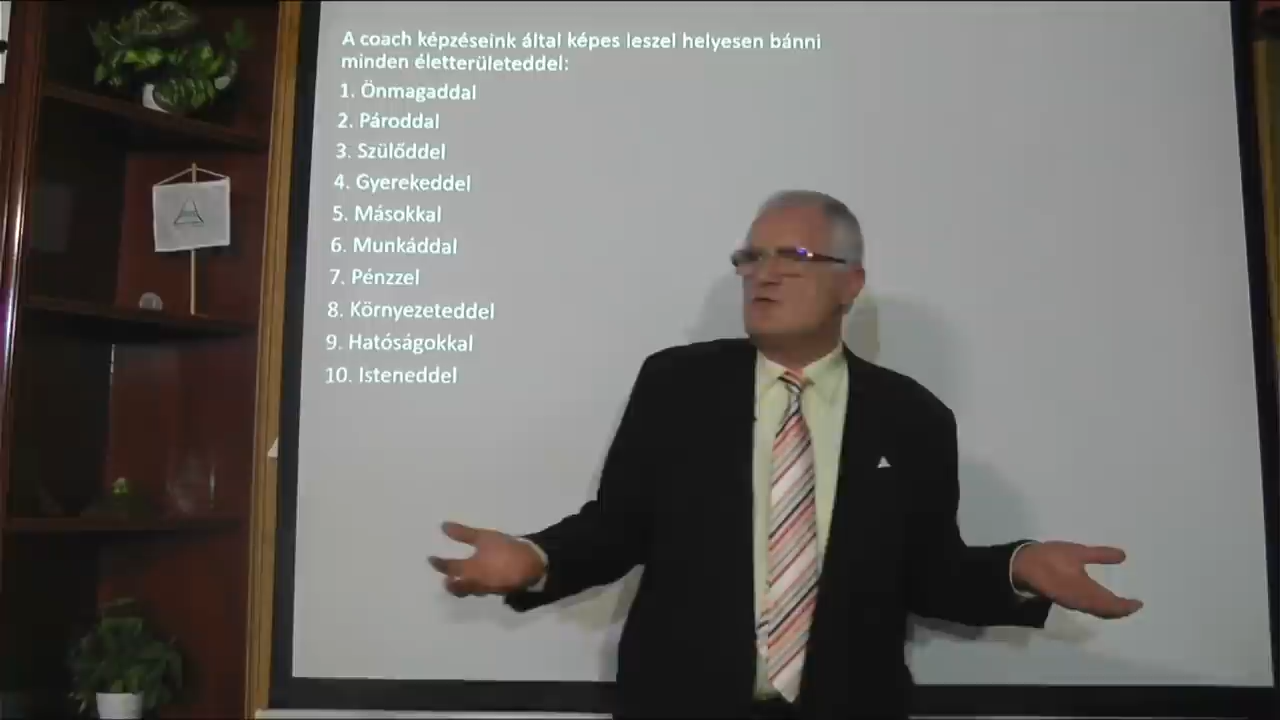 A coach képzéseink által képes leszel helyesen bánni
minden életterületeddel:
1. Önmagaddal
2. Pároddal
3. Szülőddel
4. Gyerekeddel
5. Másokkal
6. Munkáddal
7. Pénzzel
8. Környezeteddel
9. Hatóságokkal
10. Isteneddel